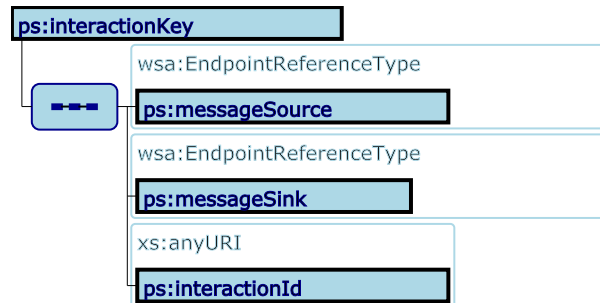 ps:interactionKey
wsa:EndpointReferenceType
ps:messageSource
wsa:EndpointReferenceType
ps:messageSink
xs:anyURI
ps:interactionId